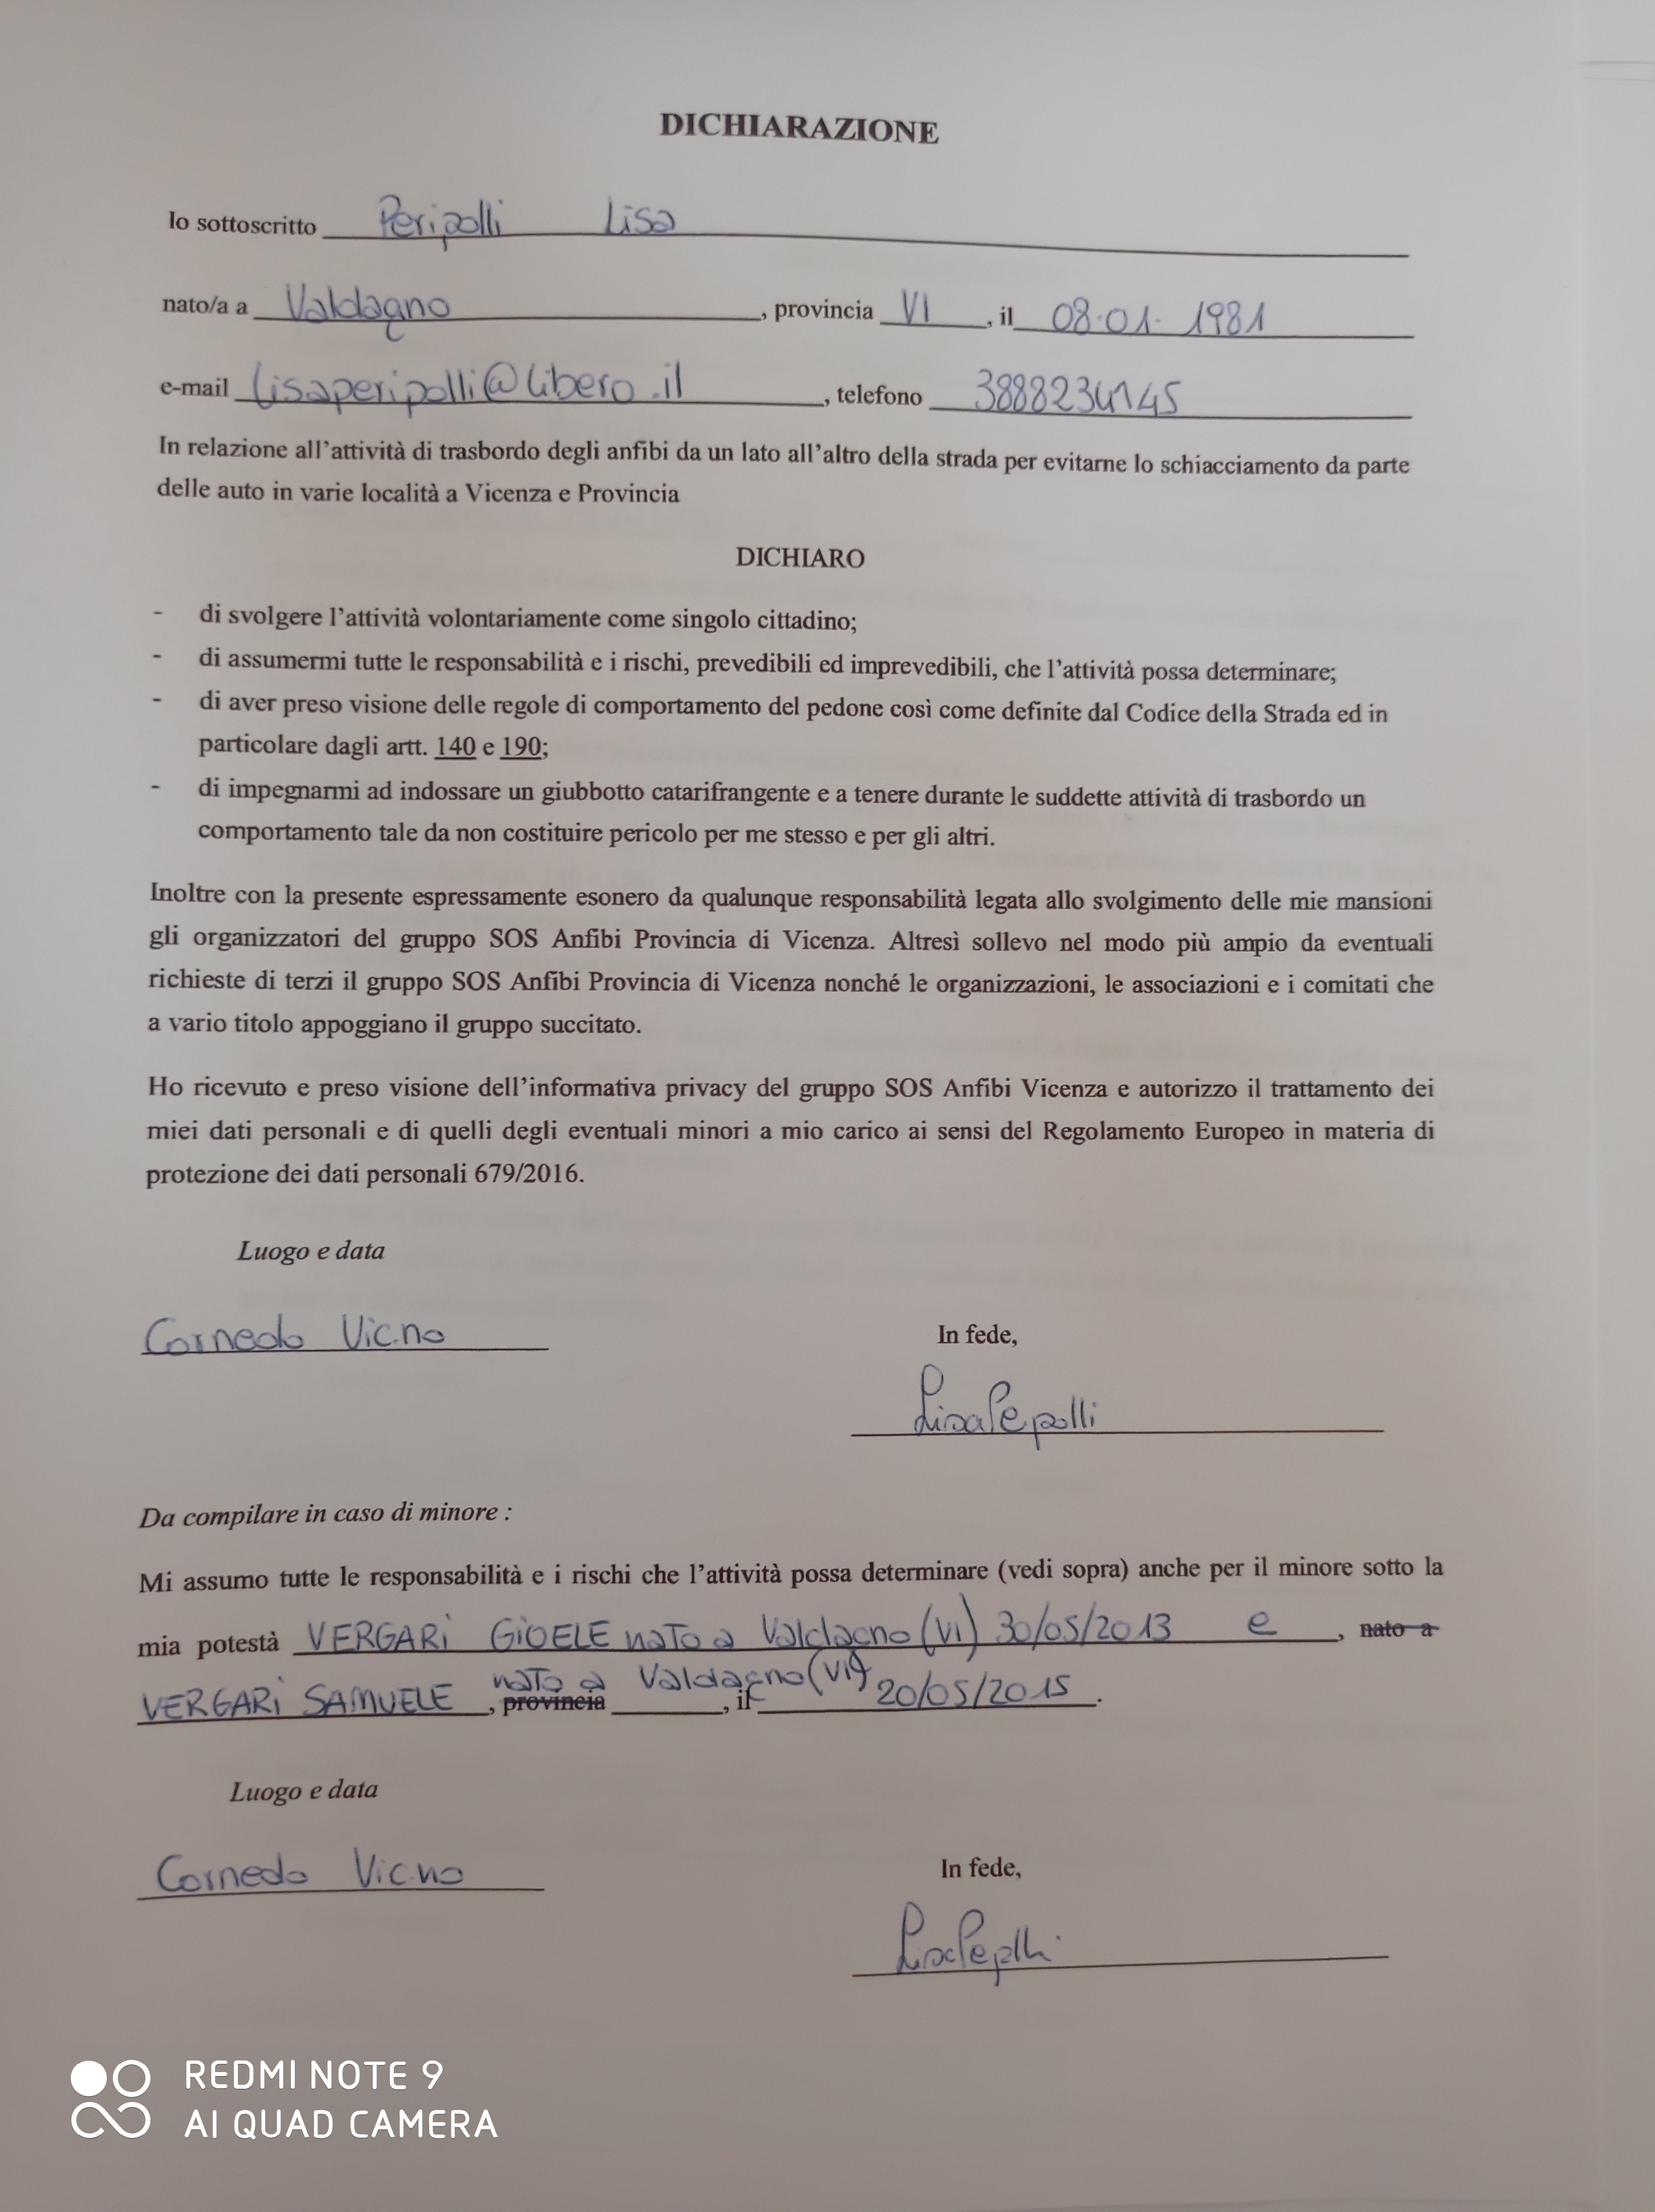 DICHIARAZIONE
Io sottoscritto Peripolli Lisa
nato/a a Valdagno, provincia VI, il 08.01.1981
e-mail lisaperipolli@libero.il, telefono 3888234145
In relazione all'attività di trasbordo degli anfibi da un lato all'altro della strada per evitarne lo schiacciamento da parte
delle auto in varie località a Vicenza e Provincia
DICHIARO
- di svolgere l'attività volontariamente come singolo cittadino;
- di assumermi tutte le responsabilità e i rischi, prevedibili ed imprevedibili, che l'attività possa determinare;
- di aver preso visione delle regole di comportamento del pedone così come definite dal Codice della Strada ed in
particolare dagli artt. 140 e 190;
- di impegnarmi ad indossare un giubbotto catarifrangente e a tenere durante le suddette attività di trasbordo un
comportamento tale da non costituire pericolo per me stesso e per gli altri.
Inoltre con la presente espressamente esonero da qualunque responsabilità legata allo svolgimento delle mie mansioni
gli organizzatori del gruppo SOS Anfibi Provincia di Vicenza. Altresì sollevo nel modo più ampio da eventuali
richieste di terzi il gruppo SOS Anfibi Provincia di Vicenza nonché le organizzazioni, le associazioni e i comitati che
a vario titolo appoggiano il gruppo succitato.
Ho ricevuto e preso visione dell'informativa privacy del gruppo SOS Anfibi Vicenza e autorizzo il trattamento dei
miei dati personali e di quelli degli eventuali minori a mio carico ai sensi del Regolamento Europeo in materia di
protezione dei dati personali 679/2016.
Luogo e data
Cornedo Vic.no
In fede,
Lisa Pepolli
Da compilare in caso di minore :
Mi assumo tutte le responsabilità e i rischi che l'attività possa determinare (vedi sopra) anche per il minore sotto la
mia potestà VERGARI GIOELE nato a Valdagno (VI) 30/05/2013 e, nato a
VERGARI SAMUELE, provincia nato a Valdagno (VI), il 20/05/2015.
Luogo e data
Cornedo Vic.no
In fede,
REDMI NOTE 9
AI QUAD CAMERA